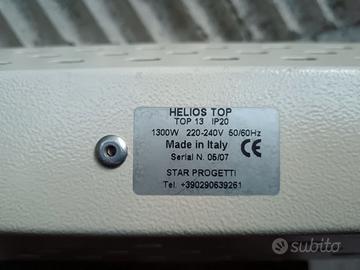 HELIOS TOP
TOP 13 IP20
1300W 220-240V 50/60Hz
Made in Italy CE
Serial N. 05/07
STAR PROGETTI
Tel. +390290639261
subito